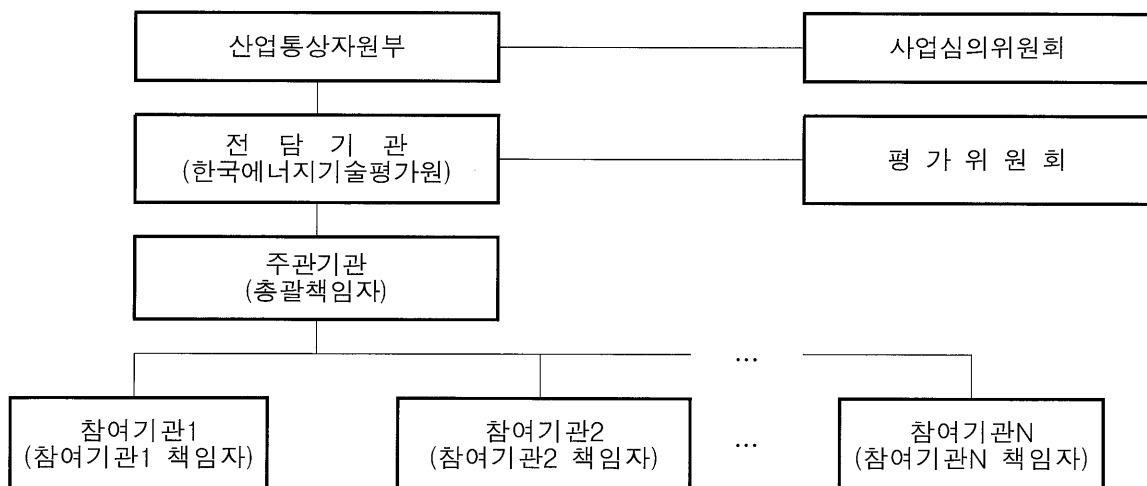 산업통상자원부
사업심의위원회
전 담 기 관
(한국에너지기술평가원)
평 가 위 원 회
주관기관
(총괄책임자)
...
참여기관1
(참여기관1 책임자)
참여기관2
(참여기관2 책임자)
...
참여기관N
(참여기관N 책임자)